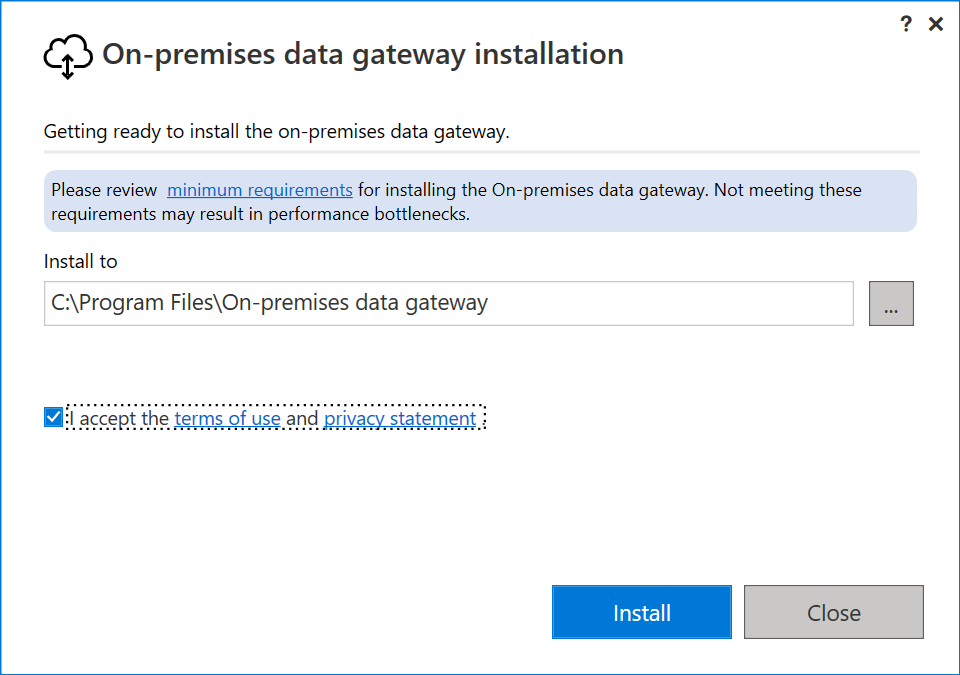 ? ×
On-premises data gateway installation
Getting ready to install the on-premises data gateway.
Please review minimum requirements for installing the On-premises data gateway. Not meeting these
requirements may result in performance bottlenecks.
Install to
C:\Program Files\On-premises data gateway
...
I accept the terms of use and privacy statement .
Install
Close